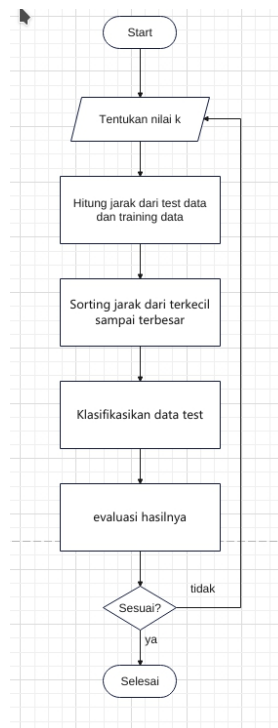 Start
Tentukan nilai k
Hitung jarak dari test data
dan training data
Sorting jarak dari terkecil
sampai terbesar
Klasifikasikan data test
evaluasi hasilnya
tidak
Sesuai?
ya
Selesai